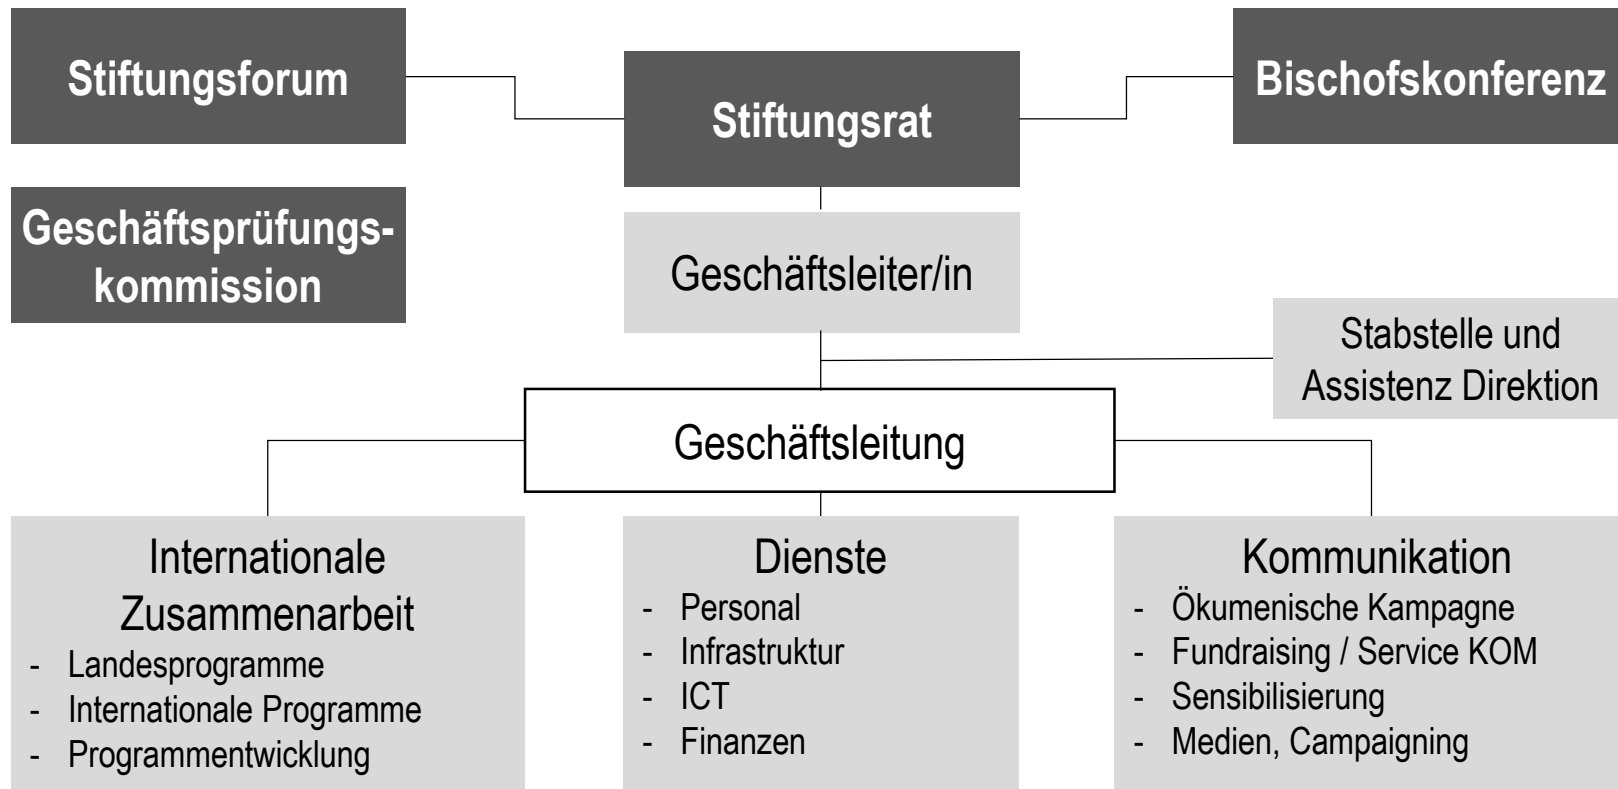 Stiftungsforum
Stiftungsrat
Bischofskonferenz
Geschäftsprüfungs-
kommission
Geschäftsleiter/in
Stabstelle und
Assistenz Direktion
Geschäftsleitung
Internationale
Zusammenarbeit
- Landesprogramme
- Internationale Programme
- Programmentwicklung
Dienste
- Personal
- Infrastruktur
- ICT
- Finanzen
Kommunikation
- Ökumenische Kampagne
- Fundraising / Service KOM
- Sensibilisierung
- Medien, Campaigning